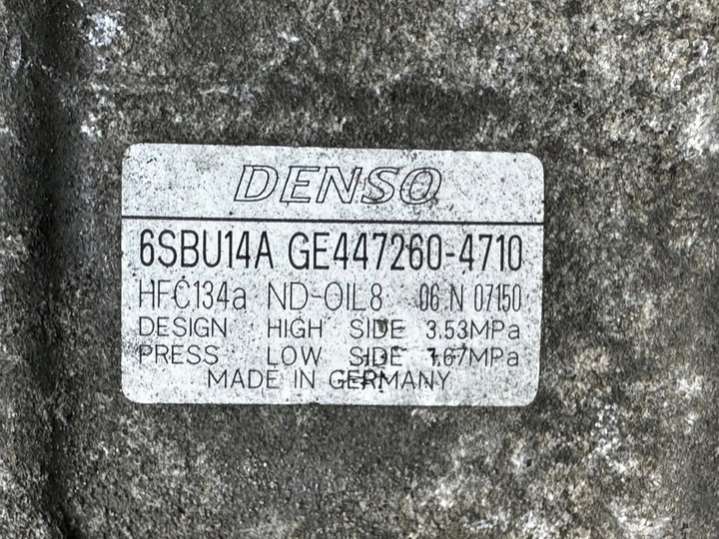 DENSO
6SBU14A GE447260-4710
HFC134a ND-OIL8 06 N 07150
DESIGN HIGH SIDE 3.53MPa
PRESS LOW SIDE 1.67MPa
MADE IN GERMANY